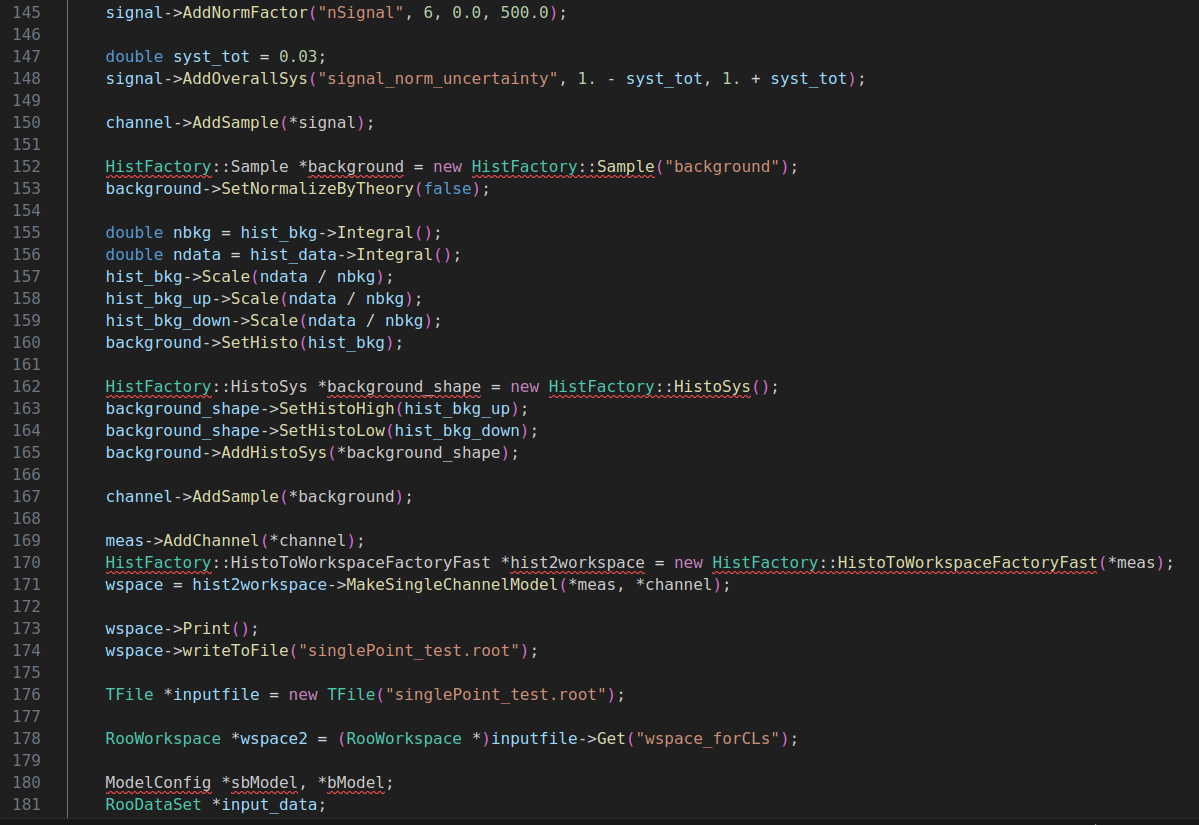 145 signal->AddNormFactor("nSignal", 6, 0.0, 500.0);
146
147 double syst_tot = 0.03;
148 signal->AddOverallSys("signal_norm_uncertainty", 1. - syst_tot, 1. + syst_tot);
149
150 channel->AddSample(*signal);
151
152 HistFactory::Sample *background = new HistFactory::Sample("background");
153 background->SetNormalizeByTheory(false);
154
155 double nbkg = hist_bkg->Integral();
156 double ndata = hist_data->Integral();
157 hist_bkg->Scale(ndata / nbkg);
158 hist_bkg_up->Scale(ndata / nbkg);
159 hist_bkg_down->Scale(ndata / nbkg);
160 background->SetHisto(hist_bkg);
161
162 HistFactory::HistoSys *background_shape = new HistFactory::HistoSys();
163 background_shape->SetHistoHigh(hist_bkg_up);
164 background_shape->SetHistoLow(hist_bkg_down);
165 background->AddHistoSys(*background_shape);
166
167 channel->AddSample(*background);
168
169 meas->AddChannel(*channel);
170 HistFactory::HistoToWorkspaceFactoryFast *hist2workspace = new HistFactory::HistoToWorkspaceFactoryFast(*meas);
171 wspace = hist2workspace->MakeSingleChannelModel(*meas, *channel);
172
173 wspace->Print();
174 wspace->writeToFile("singlePoint_test.root");
175
176 TFile *inputfile = new TFile("singlePoint_test.root");
177
178 RooWorkspace *wspace2 = (RooWorkspace *)inputfile->Get("wspace_forCLs");
179
180 ModelConfig *sbModel, *bModel;
181 RooDataSet *input_data;